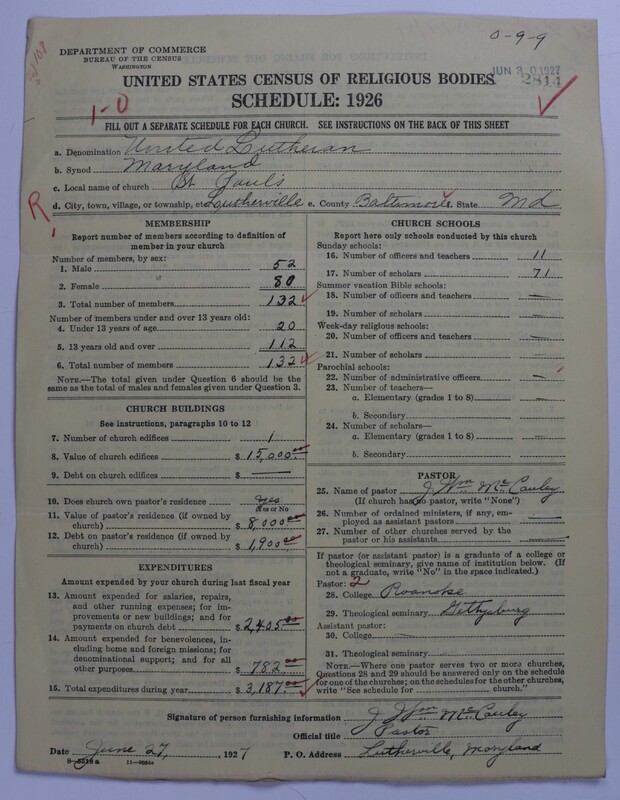 0-9-9
DEPARTMENT OF COMMERCE
BUREAU OF THE CENSUS
WASHINGTON
JUN 30 1927
2814
UNITED STATES CENSUS OF RELIGIOUS BODIES
SCHEDULE: 1926
1-0
FILL OUT A SEPARATE SCHEDULE FOR EACH CHURCH. SEE INSTRUCTIONS ON THE BACK OF THIS SHEET
a. Denomination United Lutheran
b. Synod Maryland
c. Local name of church St Paul's
d. City, town, village, or township, etc Lutherville e. County Baltimore f. State Md
R
MEMBERSHIP
Report number of members according to definition of
member in your church
Number of members, by sex:
1. Male 52
2. Female 80
3. Total number of members 132
Number of members under and over 13 years old:
4. Under 13 years of age 20
5. 13 years old and over 112
6. Total number of members 132
NOTE.—The total given under Question 6 should be the
same as the total of males and females given under Question 3.
CHURCH BUILDINGS
See instructions, paragraphs 10 to 12
7. Number of church edifices 1
8. Value of church edifices $ 15,000.00
9. Debt on church edifices $ —
10. Does church own pastor's residence? Yes
Yes or No
11. Value of pastor's residence (if owned by
church) $ 8,000.00
12. Debt on pastor's residence (if owned by
church) $ 1,900.00
EXPENDITURES
Amount expended by your church during last fiscal year
13. Amount expended for salaries, repairs,
and other running expenses; for im-
provements or new buildings; and for
payments on church debt $ 2,405.00
14. Amount expended for benevolences, in-
cluding home and foreign missions; for
denominational support; and for all
other purposes $ 782.00
15. Total expenditures during year $ 3,187.00
CHURCH SCHOOLS
Report here only schools conducted by this church
Sunday schools:
16. Number of officers and teachers 11
17. Number of scholars 71
Summer vacation Bible schools:
18. Number of officers and teachers —
19. Number of scholars —
Week-day religious schools:
20. Number of officers and teachers —
21. Number of scholars —
Parochial schools:
22. Number of administrative officers —
23. Number of teachers—
a. Elementary (grades 1 to 8) —
b. Secondary —
24. Number of scholars—
a. Elementary (grades 1 to 8) —
b. Secondary —
PASTOR
25. Name of pastor J Wm McCauley
(If church has no pastor, write "None")
26. Number of ordained ministers, if any, em-
ployed as assistant pastors —
27. Number of other churches served by the
pastor or his assistants —
If pastor (or assistant pastor) is a graduate of a college or
theological seminary, give name of institution below. (If
not a graduate, write "No" in the space indicated.)
Pastor: 2
28. College Roanoke
29. Theological seminary Gettysburg
Assistant pastor:
30. College —
31. Theological seminary —
NOTE.—Where one pastor serves two or more churches,
Questions 28 and 29 should be answered only on the schedule
for one of the churches; on the schedules for the other churches,
write "See schedule for church."
Signature of person furnishing information J Wm McCauley
Official title Pastor
Date June 27, 1927 P. O. Address Lutherville, Maryland
8-5518a 11-9064c